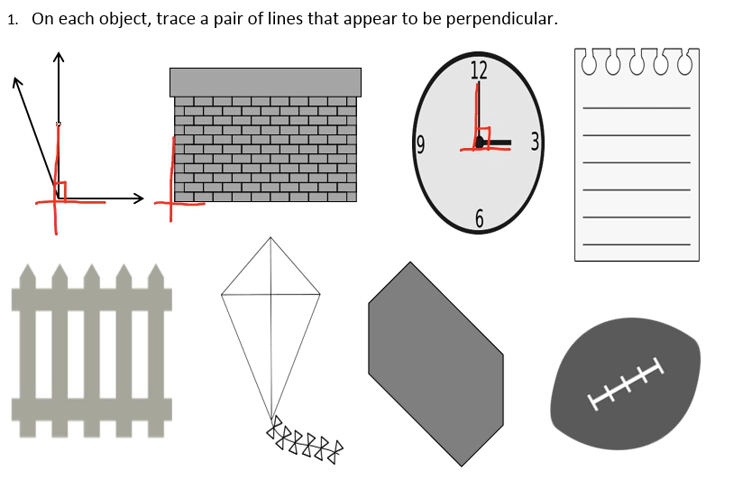 1. On each object, trace a pair of lines that appear to be perpendicular.
12
9
3
6